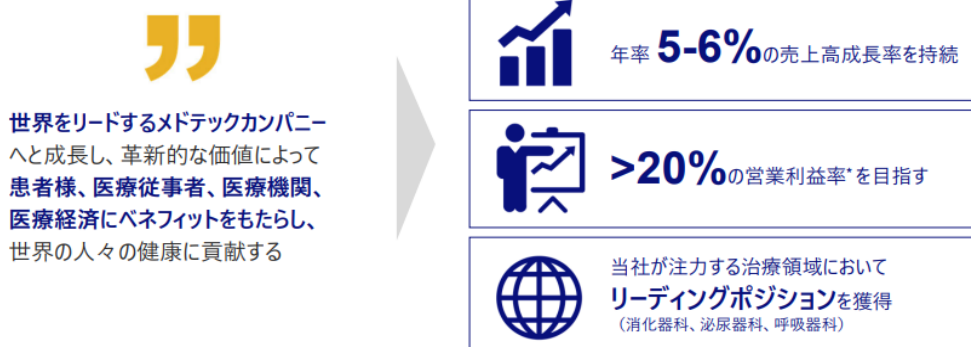 世界をリードするメドテックカンパニー
へと成長し、革新的な価値によって
患者様、医療従事者、医療機関、
医療経済にベネフィットをもたらし、
世界の人々の健康に貢献する
年率 5-6%の売上高成長率を持続
>20%の営業利益率*を目指す
当社が注力する治療領域において
リーディングポジションを獲得
（消化器科、泌尿器科、呼吸器科）